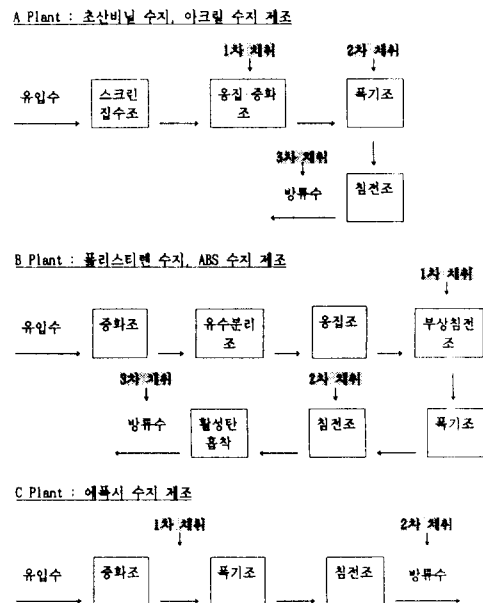 A Plant : 초산비닐 수지, 아크릴 수지 제조
1차 채취 2차 채취
유입수 스크린 집수조 응집·중화조 폭기조
3차 채취
방류수 침전조
B Plant : 폴리스티렌 수지, ABS 수지 제조
1차 채취
유입수 중화조 유수분리조 응집조 부상침전조
3차 채취 2차 채취
방류수 활성탄 흡착 침전조 폭기조
C Plant : 에폭시 수지 제조
1차 채취 2차 채취
유입수 중화조 폭기조 침전조 방류수